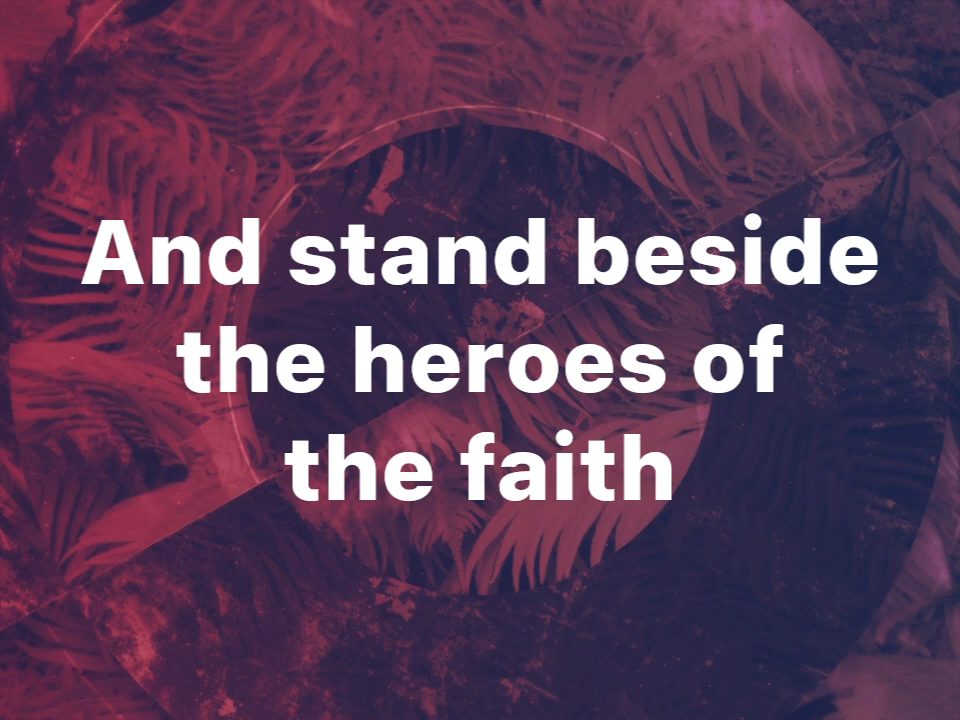 And stand beside
the heroes of
the faith